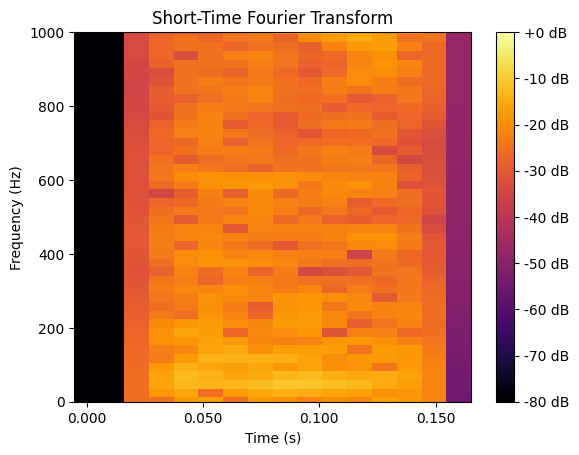 Short-Time Fourier Transform
1000
800
600
400
200
0
Frequency (Hz)
0.000
0.050
0.100
0.150
Time (s)
+0 dB
-10 dB
-20 dB
-30 dB
-40 dB
-50 dB
-60 dB
-70 dB
-80 dB